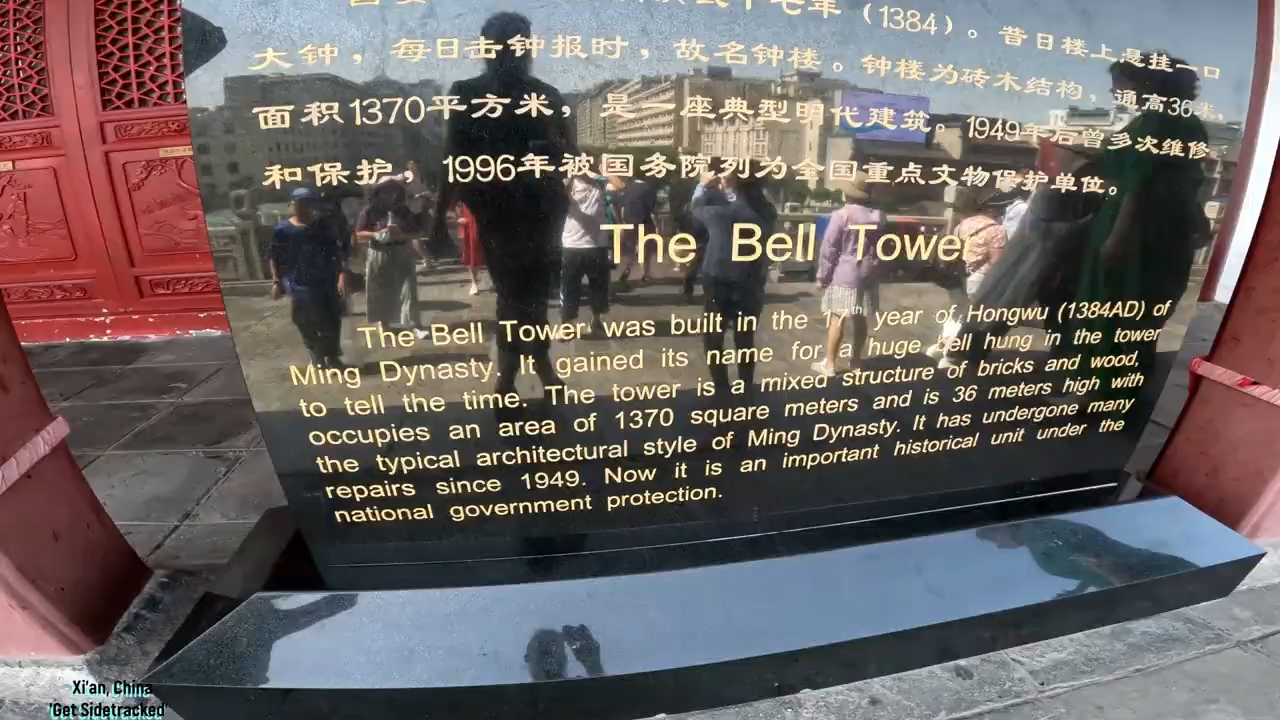 年（1384）。昔日楼上悬挂一口
大钟，每日击钟报时，故名钟楼。钟楼为砖木结构，通高36米，
面积1370平方米，是一座典型明代建筑。1949年后曾多次维修
和保护，1996年被国务院列为全国重点文物保护单位。
The Bell Tower
The Bell Tower was built in the 17th year of Hongwu (1384AD) of
Ming Dynasty. It gained its name for a huge bell hung in the tower
to tell the time. The tower is a mixed structure of bricks and wood,
occupies an area of 1370 square meters and is 36 meters high with
the typical architectural style of Ming Dynasty. It has undergone many
repairs since 1949. Now it is an important historical unit under the
national government protection.
Xi'an, China
'Get Sidetracked'